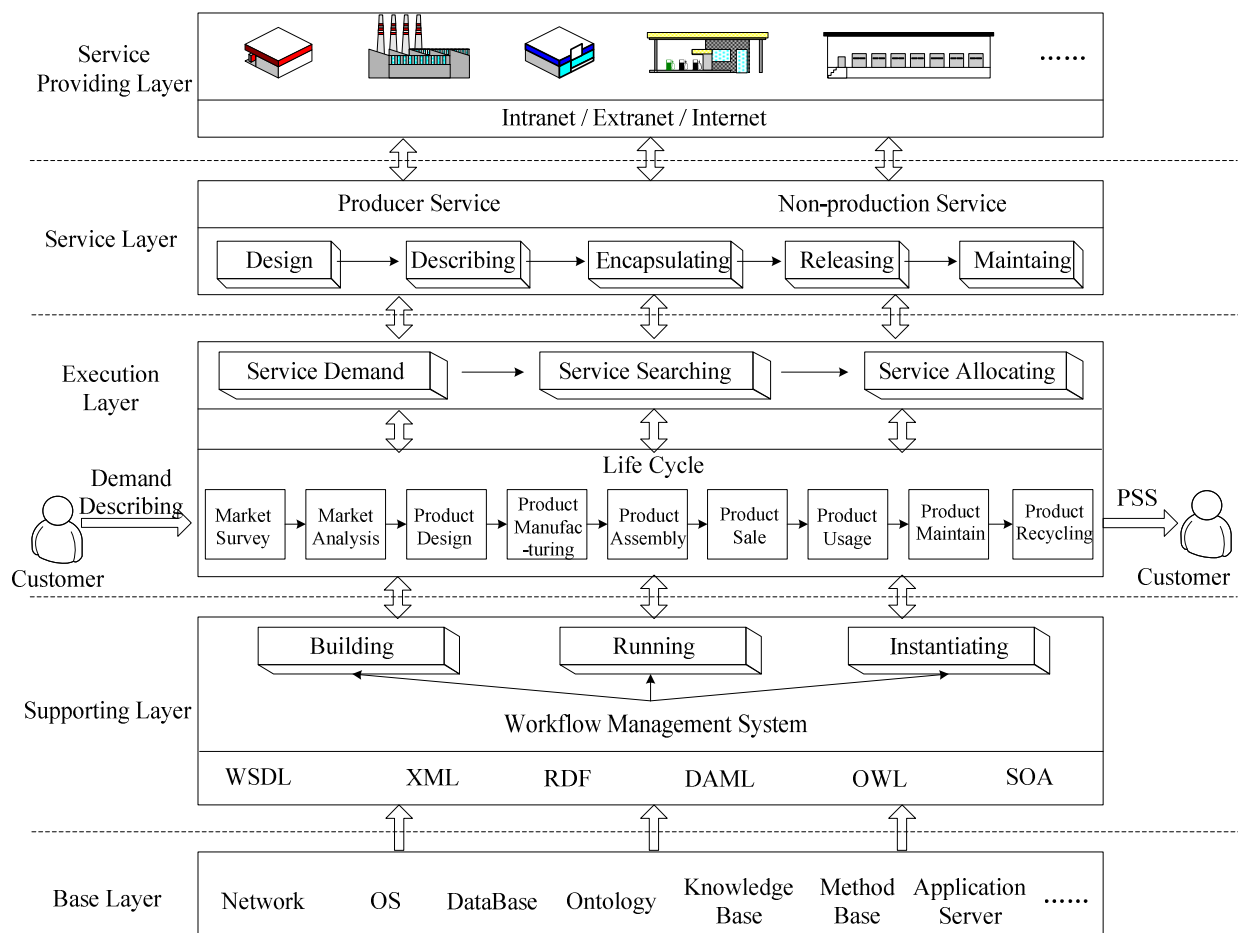 Service
Providing Layer
……
Intranet / Extranet / Internet
Service Layer
Producer Service
Non-production Service
Design
Describing
Encapsulating
Releasing
Maintaing
Execution
Layer
Service Demand
Service Searching
Service Allocating
Life Cycle
Demand
Describing
Customer
Market
Survey
Market
Analysis
Product
Design
Product
Manufac
-turing
Product
Assembly
Product
Sale
Product
Usage
Product
Maintain
Product
Recycling
PSS
Customer
Supporting Layer
Building
Running
Instantiating
Workflow Management System
WSDL
XML
RDF
DAML
OWL
SOA
Base Layer
Network
OS
DataBase
Ontology
Knowledge
Base
Method
Base
Application
Server
……